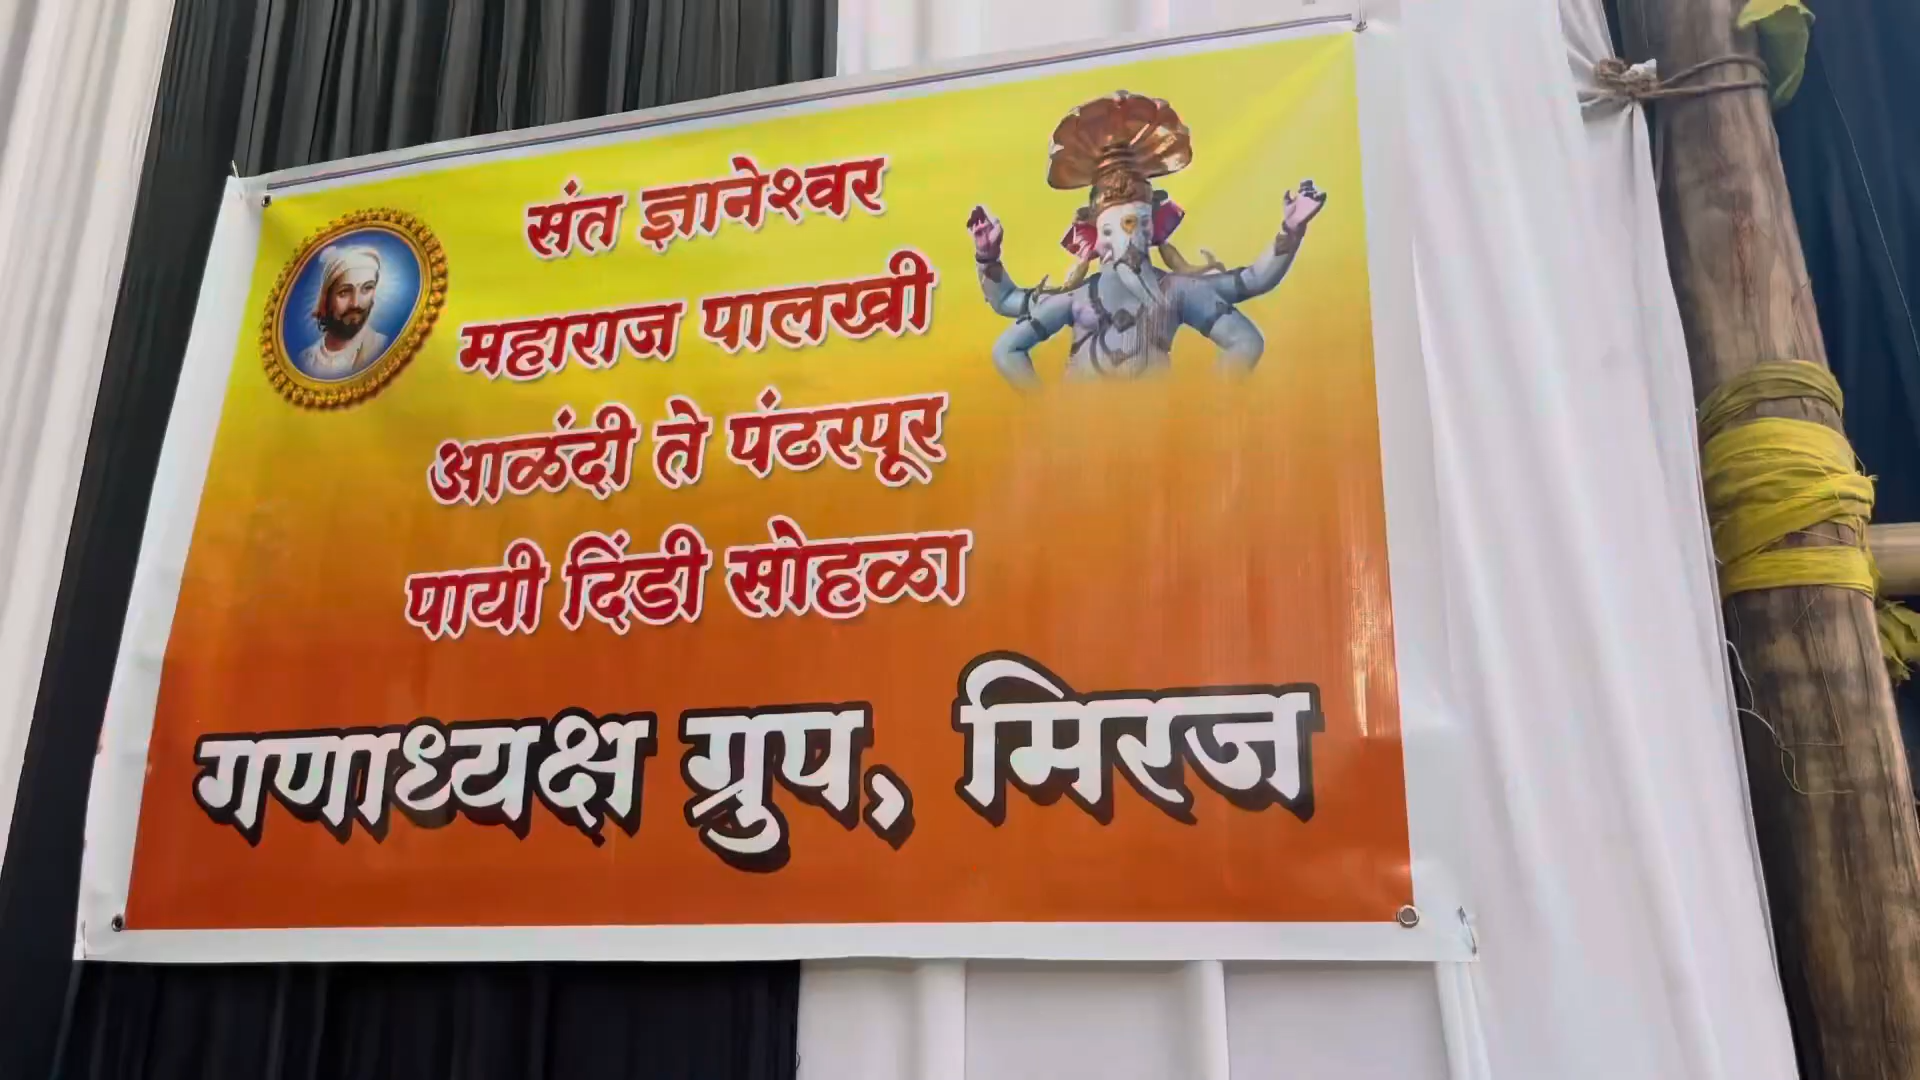 संत ज्ञानेश्वर
महाराज पालखी
आळंदी ते पंढरपूर
पायी दिंडी सोहळा
गणाध्यक्ष ग्रुप, मिरज